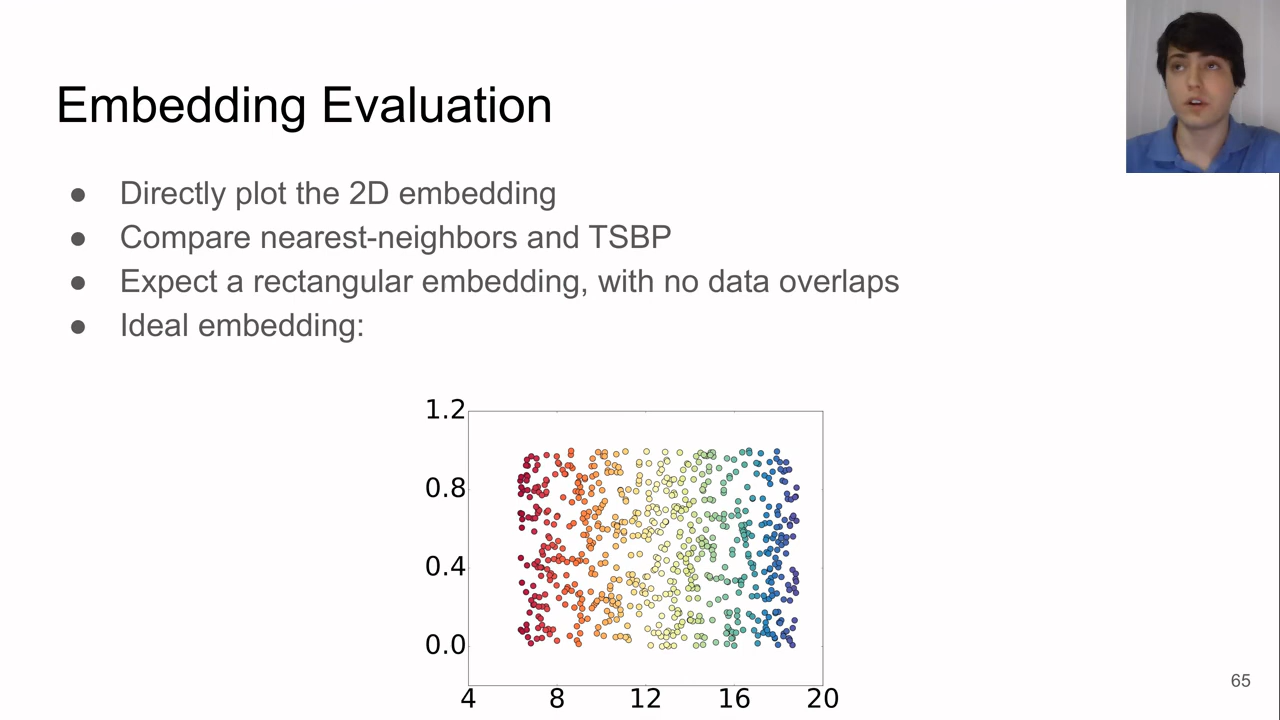 Embedding Evaluation
● Directly plot the 2D embedding
● Compare nearest-neighbors and TSBP
● Expect a rectangular embedding, with no data overlaps
● Ideal embedding:
1.2
0.8
0.4
0.0
4 8 12 16 20
65